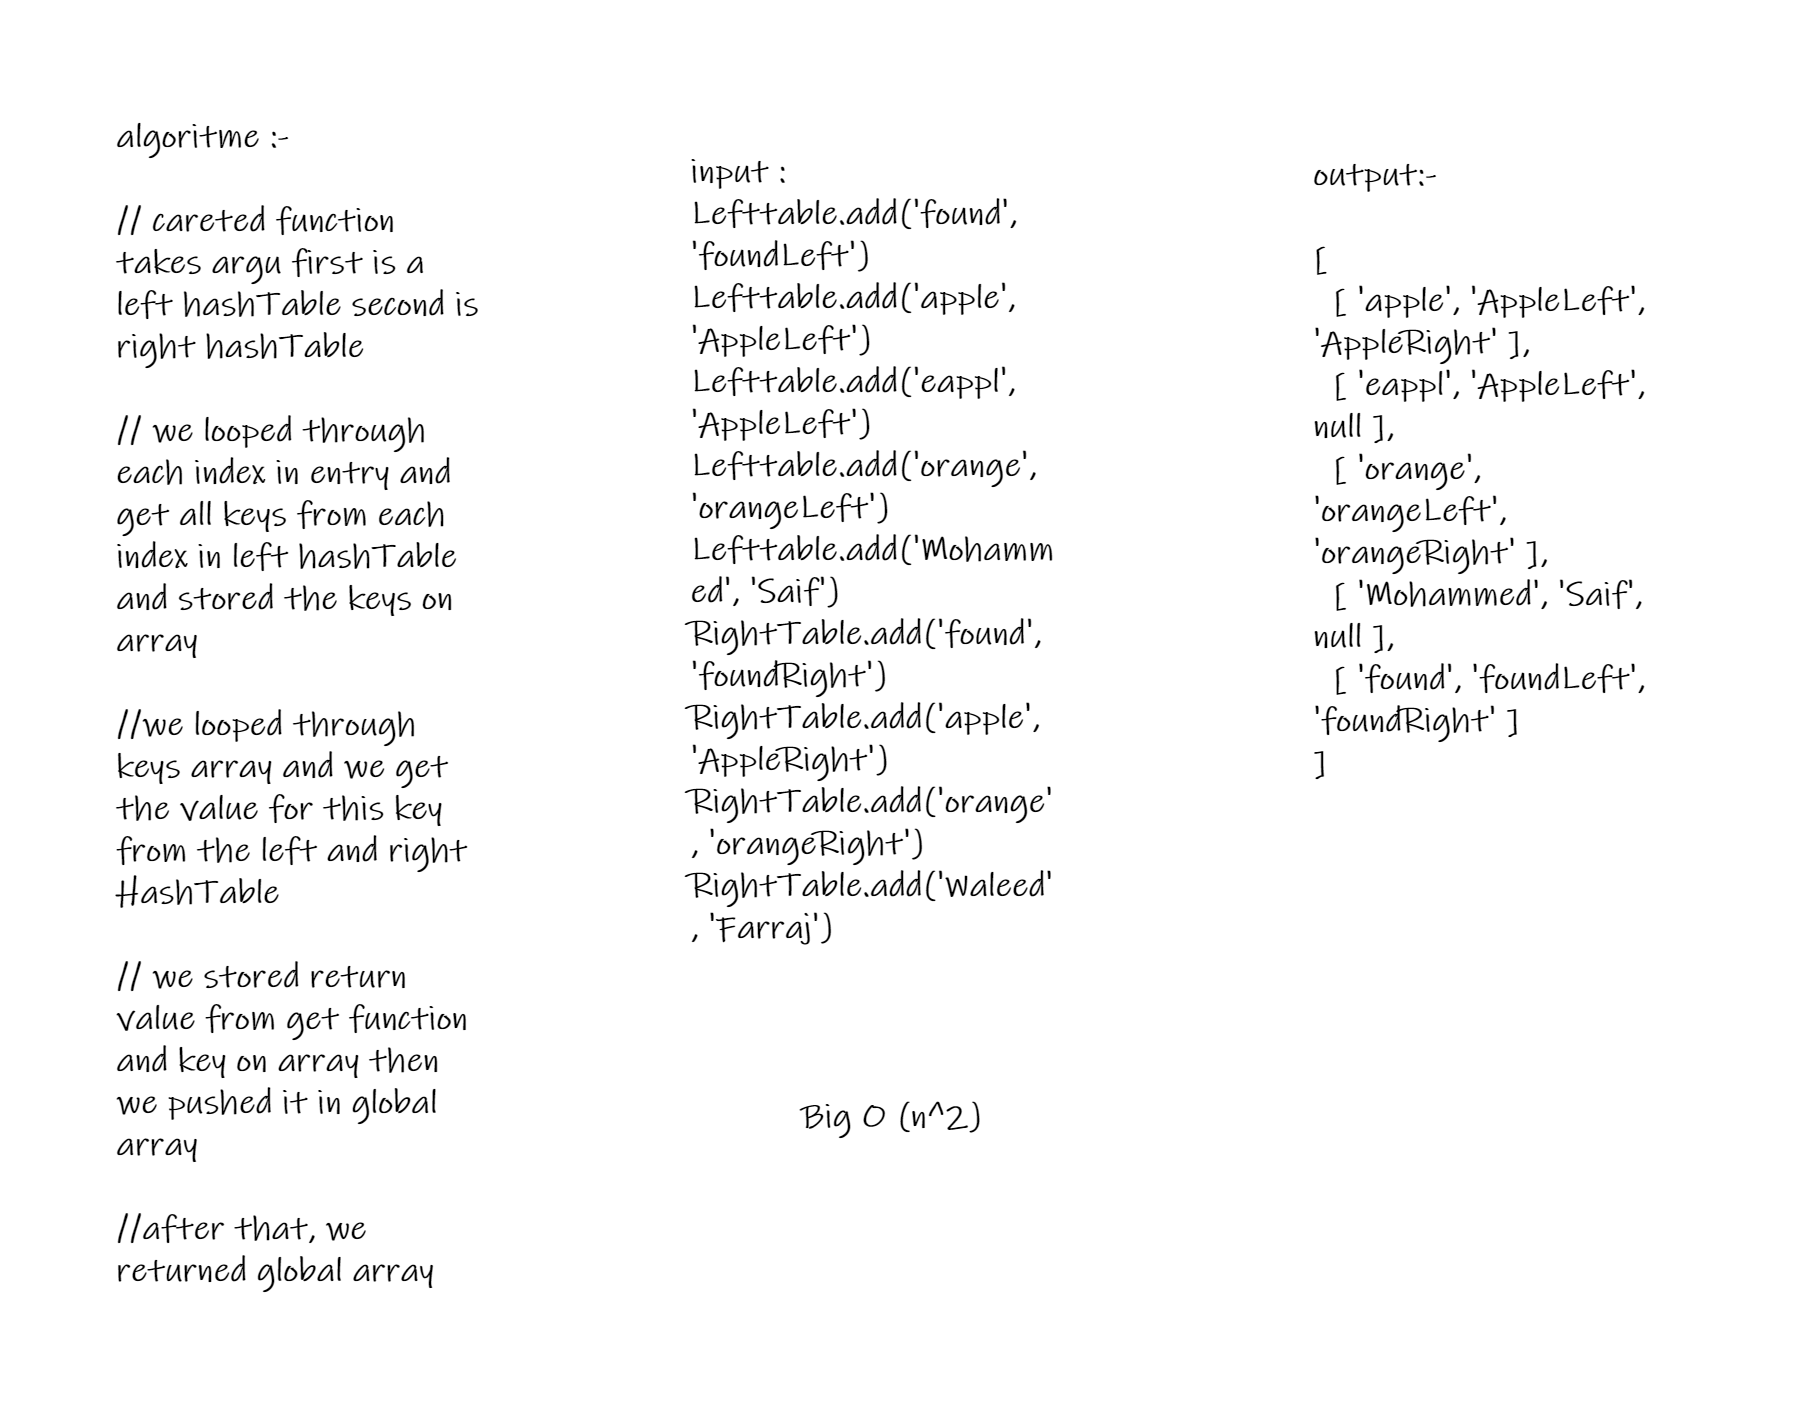 algoritme :-
// careted function
takes argu first is a
left hashTable second is
right hashTable
// we looped through
each index in entry and
get all keys from each
index in left hashTable
and stored the keys on
array
//we looped through
keys array and we get
the value for this key
from the left and right
HashTable
// we stored return
value from get function
and key on array then
we pushed it in global
array
//after that, we
returned global array
input :
Lefttable.add('found',
'foundLeft')
Lefttable.add('apple',
'AppleLeft')
Lefttable.add('eappl',
'AppleLeft')
Lefttable.add('orange',
'orangeLeft')
Lefttable.add('Mohamm
ed', 'Saif')
RightTable.add('found',
'foundRight')
RightTable.add('apple',
'AppleRight')
RightTable.add('orange'
, 'orangeRight')
RightTable.add('Waleed'
, 'Farraj')
Big O (n^2)
output:-
[
[ 'apple', 'AppleLeft',
'AppleRight' ],
[ 'eappl', 'AppleLeft',
null ],
[ 'orange',
'orangeLeft',
'orangeRight' ],
[ 'Mohammed', 'Saif',
null ],
[ 'found', 'foundLeft',
'foundRight' ]
]